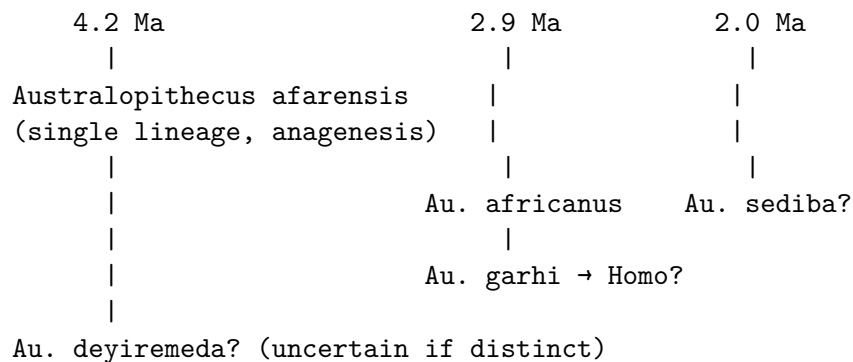 4.2 Ma 2.9 Ma 2.0 Ma
| | |
Australopithecus afarensis | |
(single lineage, anagenesis) | |
| | |
| Au. africanus Au. sediba?
| |
| Au. garhi → Homo?
|
Au. deyiremeda? (uncertain if distinct)